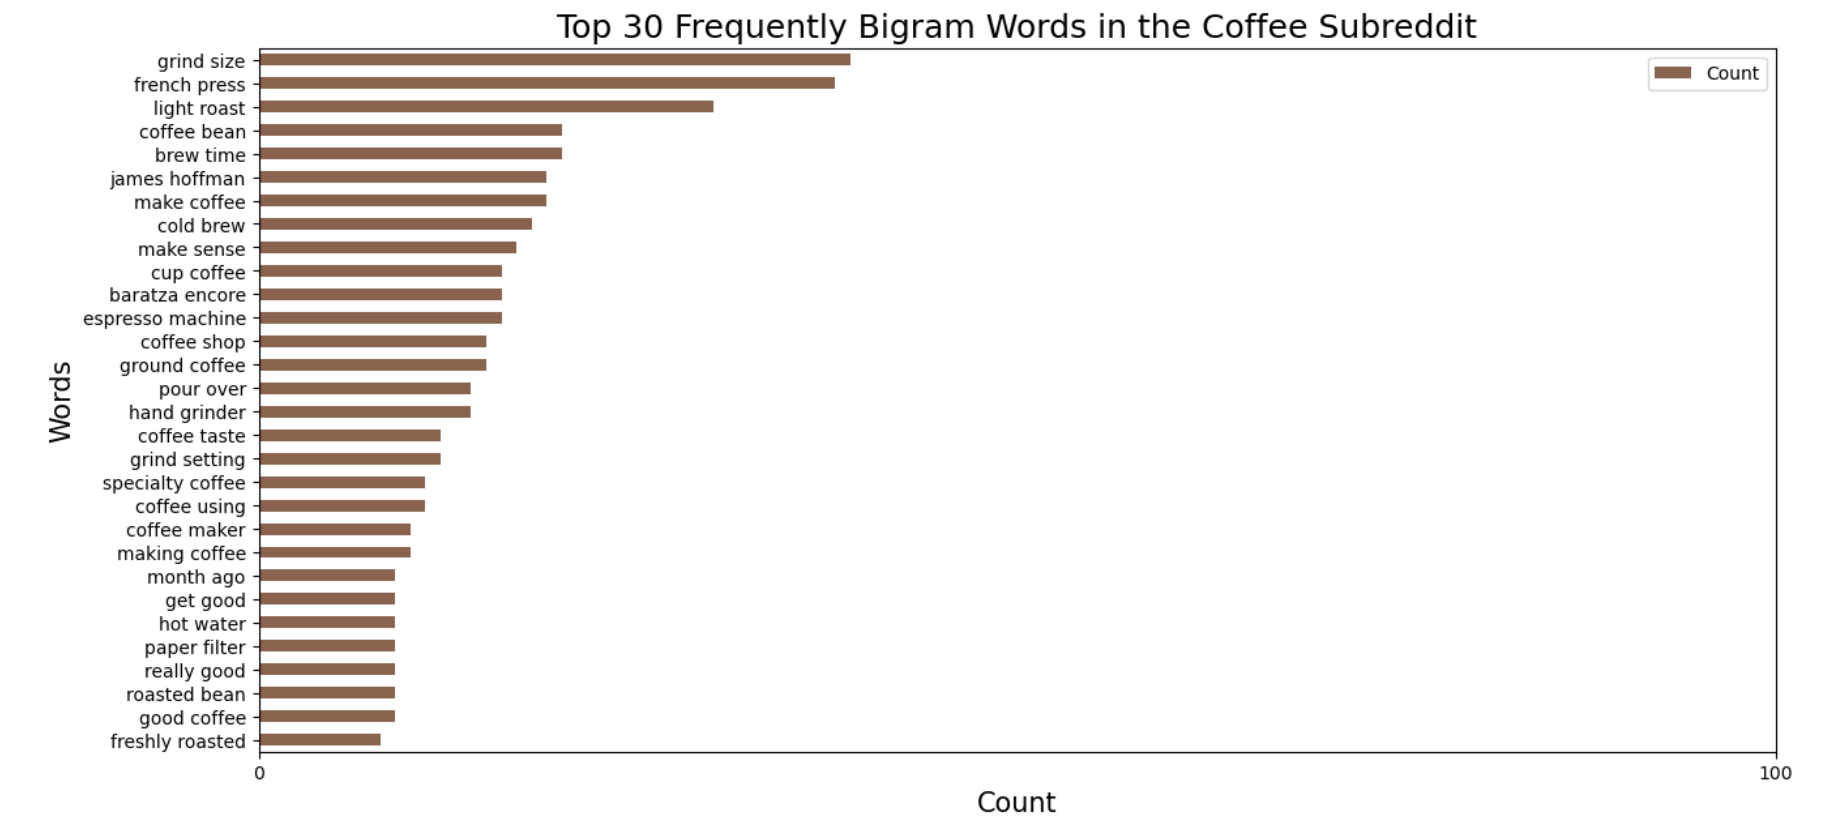 Top 30 Frequently Bigram Words in the Coffee Subreddit
Count
grind size
french press
light roast
coffee bean
brew time
james hoffman
make coffee
cold brew
make sense
cup coffee
baratza encore
espresso machine
coffee shop
ground coffee
pour over
hand grinder
coffee taste
grind setting
specialty coffee
coffee using
coffee maker
making coffee
month ago
get good
hot water
paper filter
really good
roasted bean
good coffee
freshly roasted
Words
0
100
Count